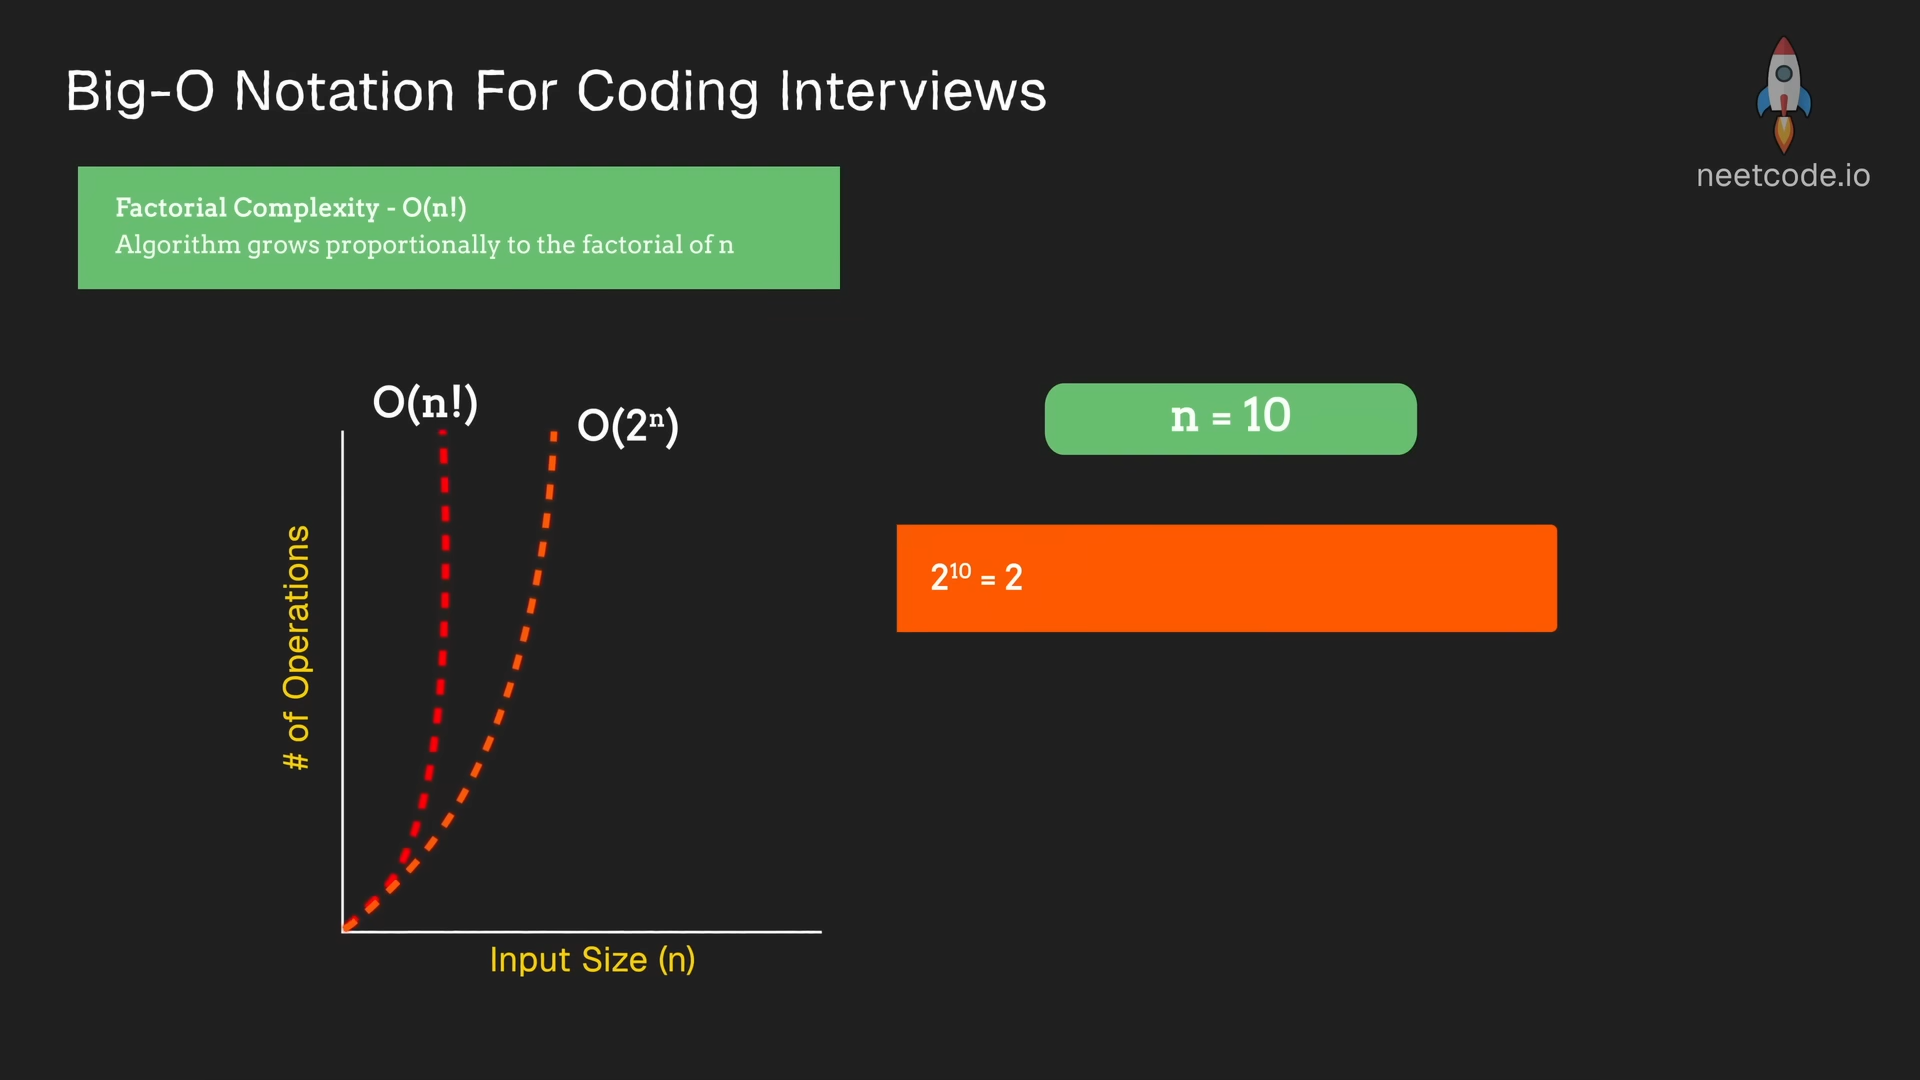 Big-O Notation For Coding Interviews
neetcode.io
Factorial Complexity - O(n!)
Algorithm grows proportionally to the factorial of n
O(n!)
O(2ⁿ)
n = 10
2¹⁰ = 2
# of Operations
Input Size (n)